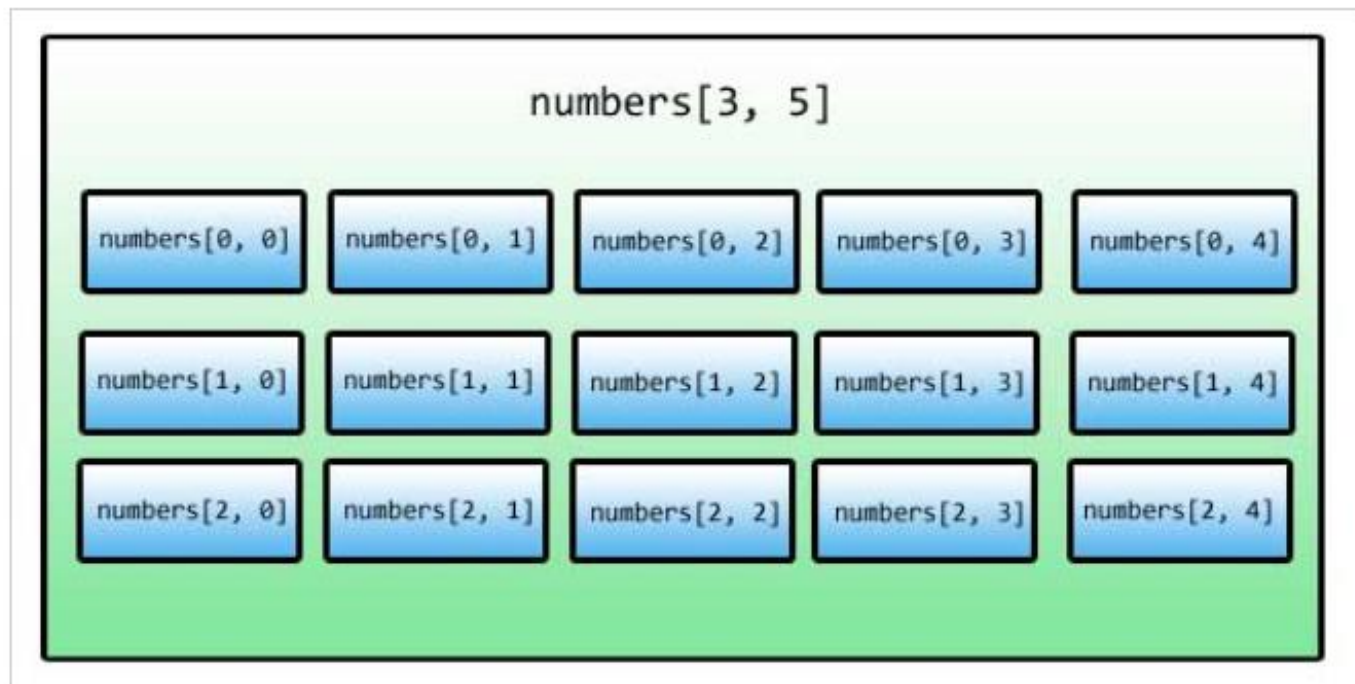 numbers[3, 5]
numbers[0, 0] numbers[0, 1] numbers[0, 2] numbers[0, 3] numbers[0, 4]
numbers[1, 0] numbers[1, 1] numbers[1, 2] numbers[1, 3] numbers[1, 4]
numbers[2, 0] numbers[2, 1] numbers[2, 2] numbers[2, 3] numbers[2, 4]